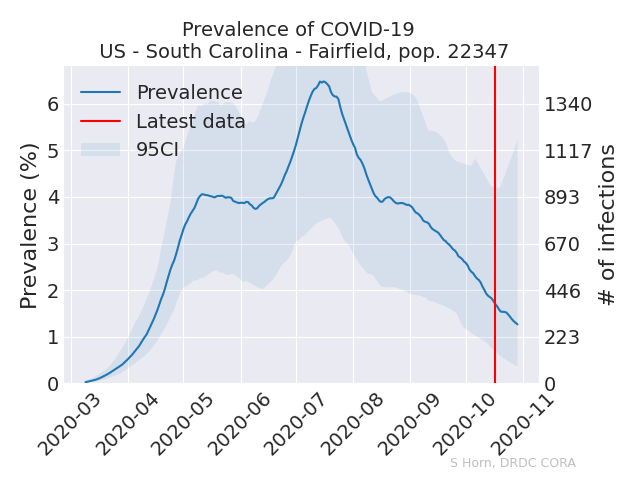 Prevalence of COVID-19
US - South Carolina - Fairfield, pop. 22347
Prevalence
Latest data
95CI
Prevalence (%)
6
5
4
3
2
1
0
1340
1117
893
670
446
223
0
# of infections
2020-03
2020-04
2020-05
2020-06
2020-07
2020-08
2020-09
2020-10
2020-11
S Horn, DRDC CORA